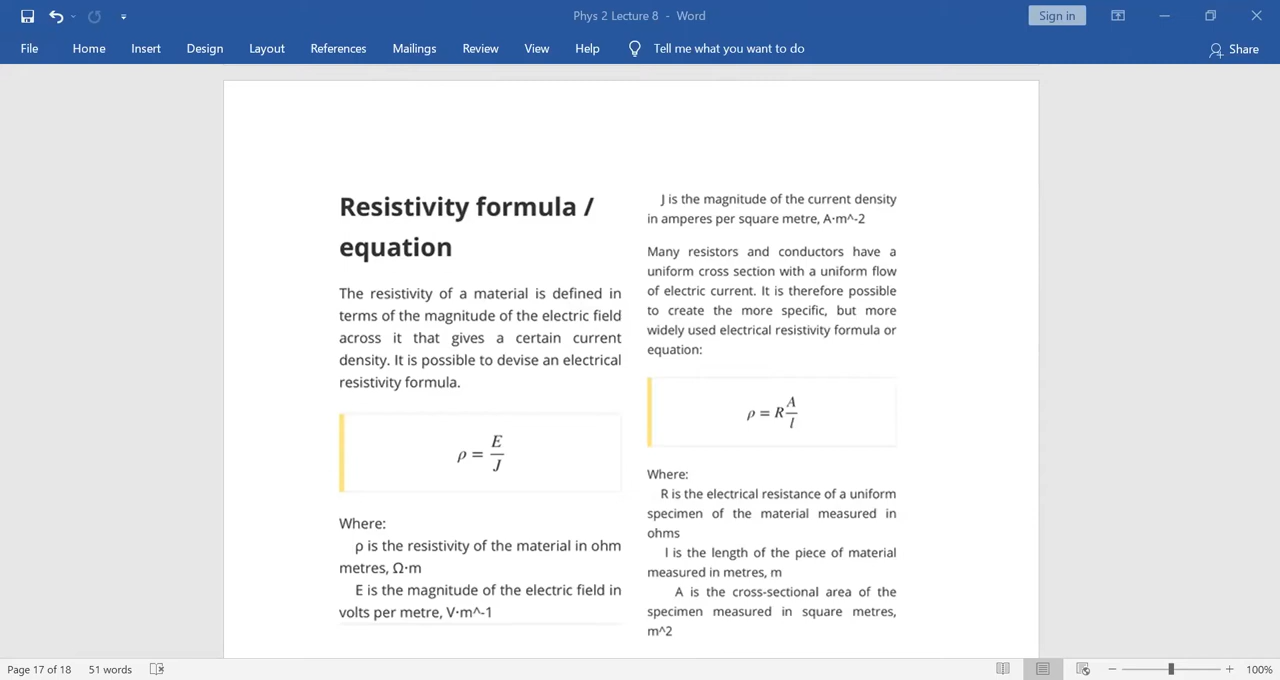 Phys 2 Lecture 8 - Word
Sign in
File Home Insert Design Layout References Mailings Review View Help Tell me what you want to do Share
Resistivity formula /
equation
The resistivity of a material is defined in
terms of the magnitude of the electric field
across it that gives a certain current
density. It is possible to devise an electrical
resistivity formula.
ρ = E/J
Where:
ρ is the resistivity of the material in ohm
metres, Ω·m
E is the magnitude of the electric field in
volts per metre, V·m^-1
J is the magnitude of the current density
in amperes per square metre, A·m^-2
Many resistors and conductors have a
uniform cross section with a uniform flow
of electric current. It is therefore possible
to create the more specific, but more
widely used electrical resistivity formula or
equation:
ρ = R A/l
Where:
R is the electrical resistance of a uniform
specimen of the material measured in
ohms
l is the length of the piece of material
measured in metres, m
A is the cross-sectional area of the
specimen measured in square metres,
m^2
Page 17 of 18 51 words 100%